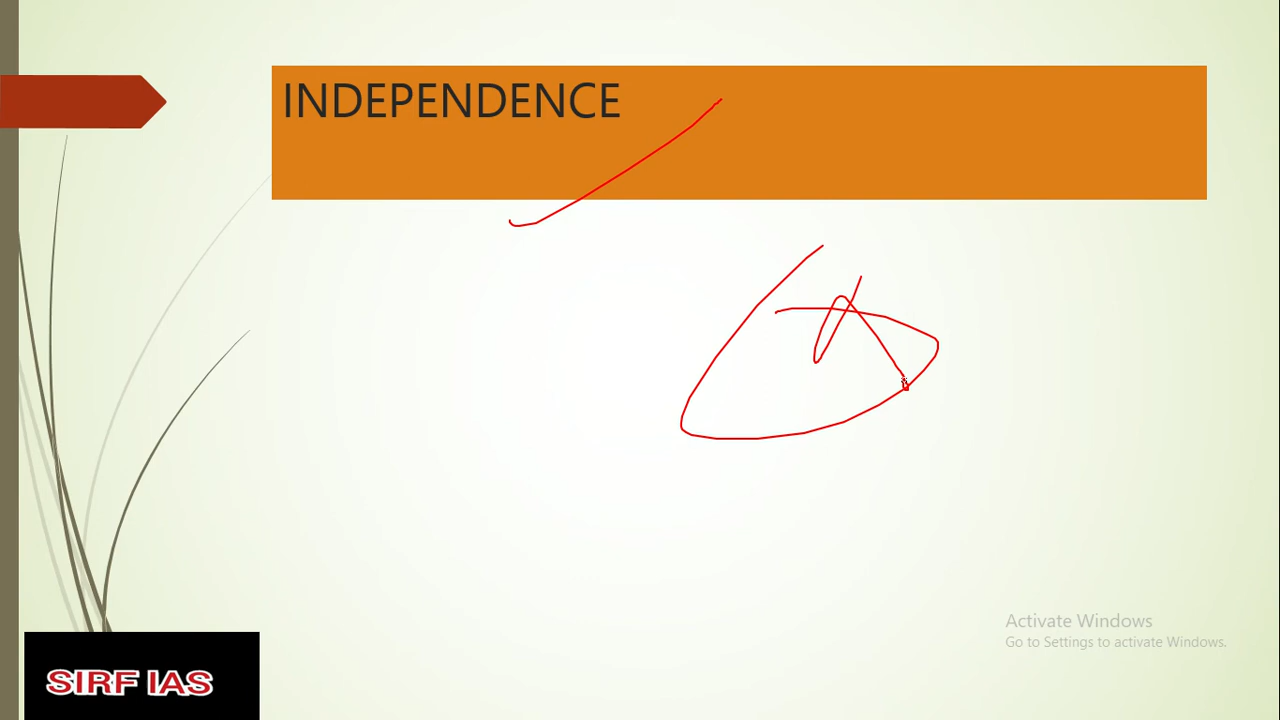 INDEPENDENCE
Activate Windows
Go to Settings to activate Windows.
SIRF IAS